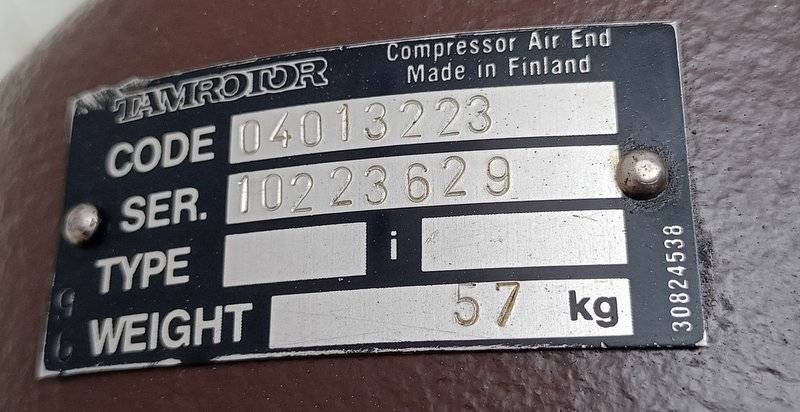 TAMROTOR
Compressor Air End
Made in Finland
CODE 04013223
SER. 10223629
TYPE i
WEIGHT 57 kg
30824538